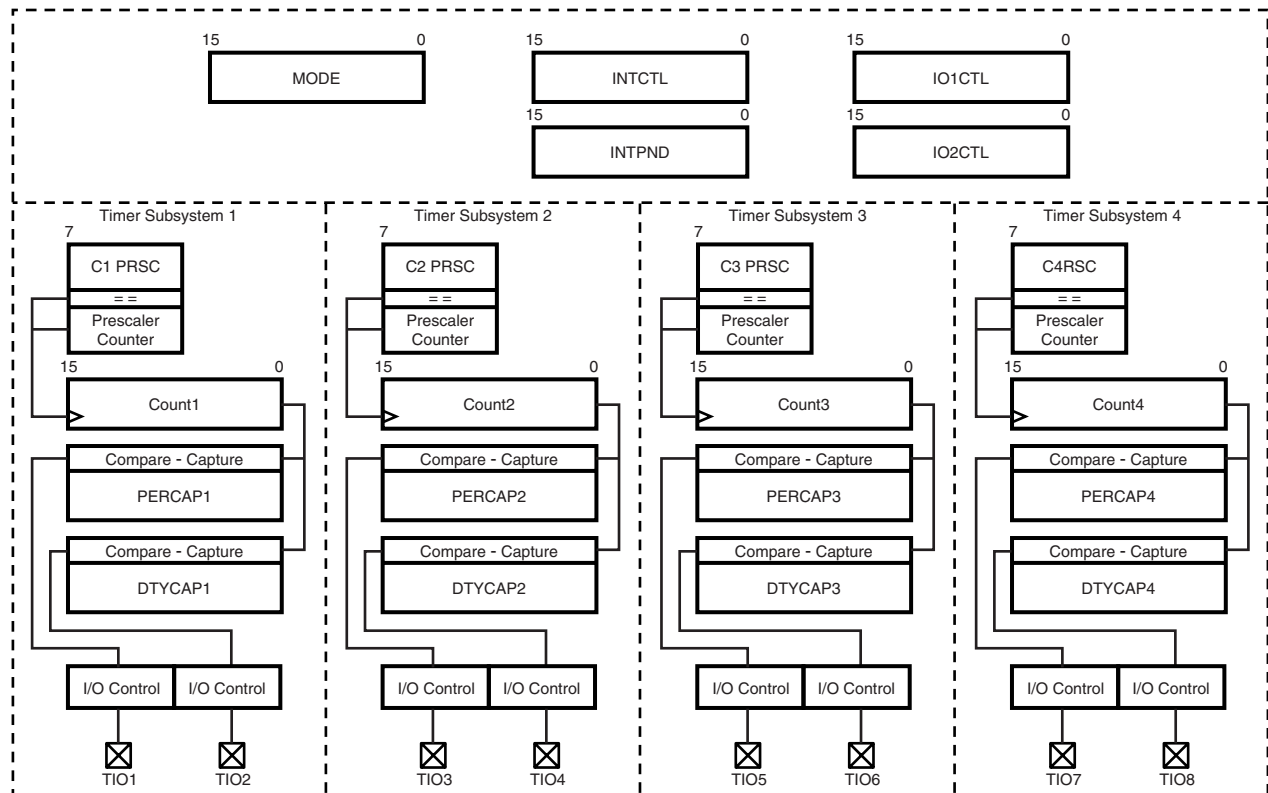 15 0 15 0 15 0
MODE INTCTL IO1CTL
15 0 15 0
INTPND IO2CTL
Timer Subsystem 1 Timer Subsystem 2 Timer Subsystem 3 Timer Subsystem 4
7 7 7 7
C1 PRSC C2 PRSC C3 PRSC C4RSC
= = = = = = = =
Prescaler Prescaler Prescaler Prescaler
Counter Counter Counter Counter
15 0 15 0 15 0 15 0
Count1 Count2 Count3 Count4
Compare - Capture Compare - Capture Compare - Capture Compare - Capture
PERCAP1 PERCAP2 PERCAP3 PERCAP4
Compare - Capture Compare - Capture Compare - Capture Compare - Capture
DTYCAP1 DTYCAP2 DTYCAP3 DTYCAP4
I/O Control I/O Control I/O Control I/O Control I/O Control I/O Control I/O Control I/O Control
TIO1 TIO2 TIO3 TIO4 TIO5 TIO6 TIO7 TIO8